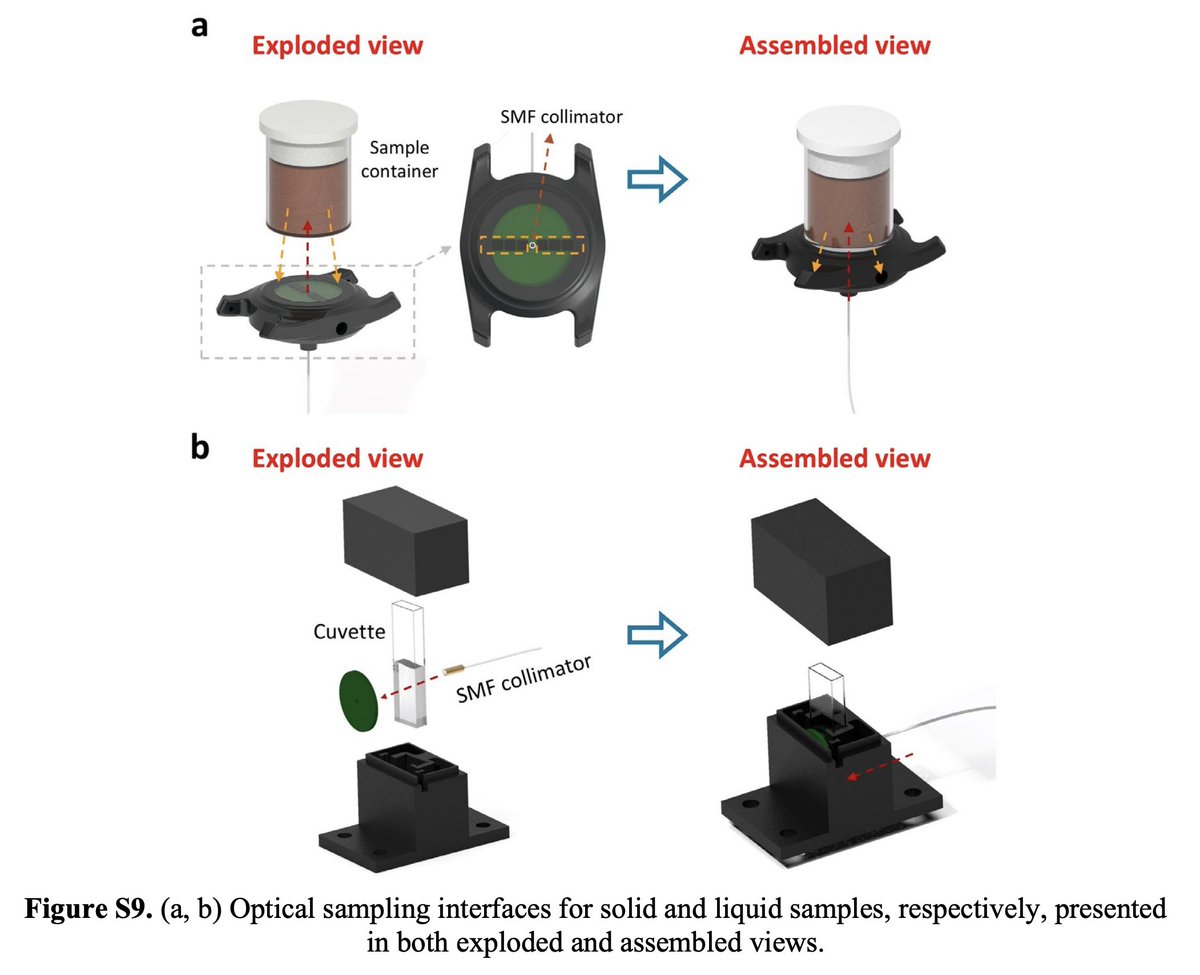 a
Exploded view
Assembled view
SMF collimator
Sample
container
b
Exploded view
Assembled view
Cuvette
SMF collimator
Figure S9. (a, b) Optical sampling interfaces for solid and liquid samples, respectively, presented
in both exploded and assembled views.